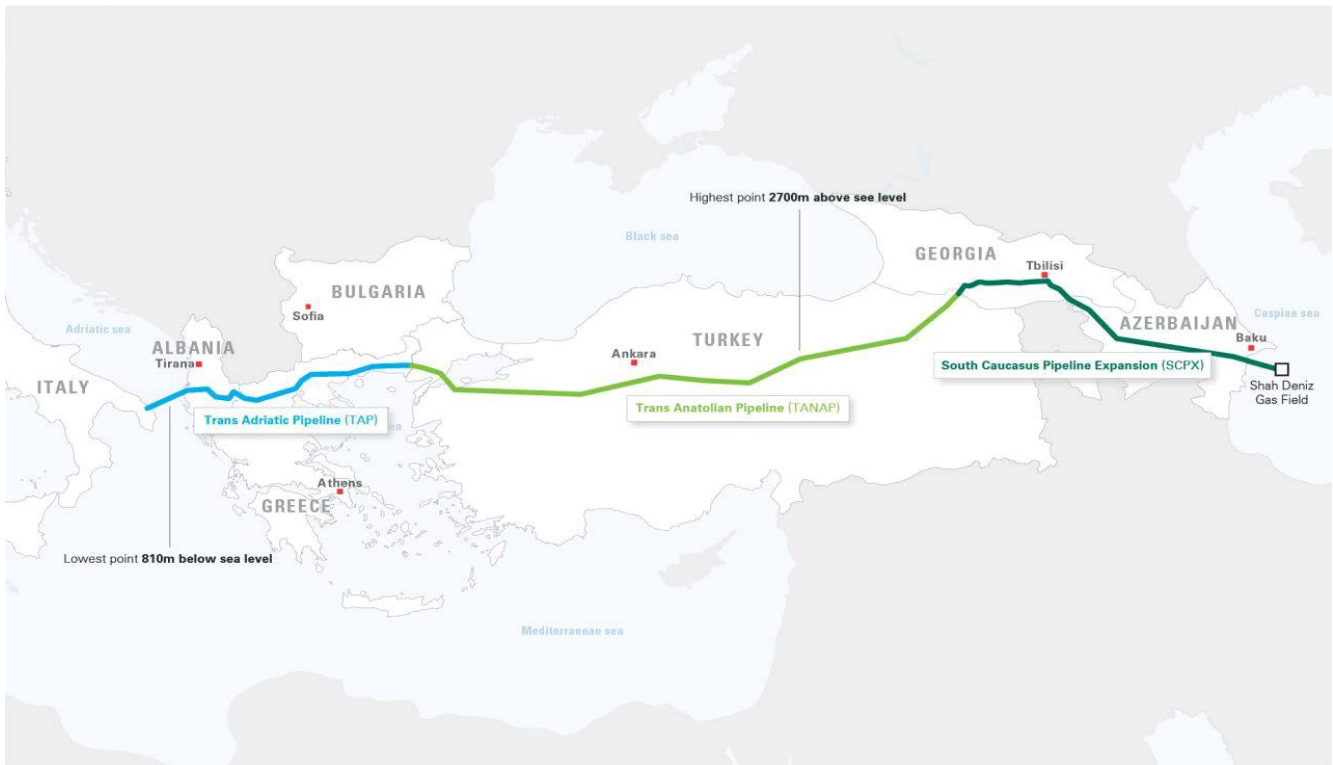 Highest point 2700m above see level
Black sea
GEORGIA
Tbilisi
BULGARIA
Sofia
Adriatic sea
Caspian sea
AZERBAIJAN
Baku
TURKEY
ALBANIA
Tirana
Ankara
ITALY
South Caucasus Pipeline Expansion (SCPX)
Shah Deniz
Gas Field
Trans Adriatic Pipeline (TAP)
Trans Anatolian Pipeline (TANAP)
Athens
GREECE
Lowest point 810m below sea level
Mediterranean sea